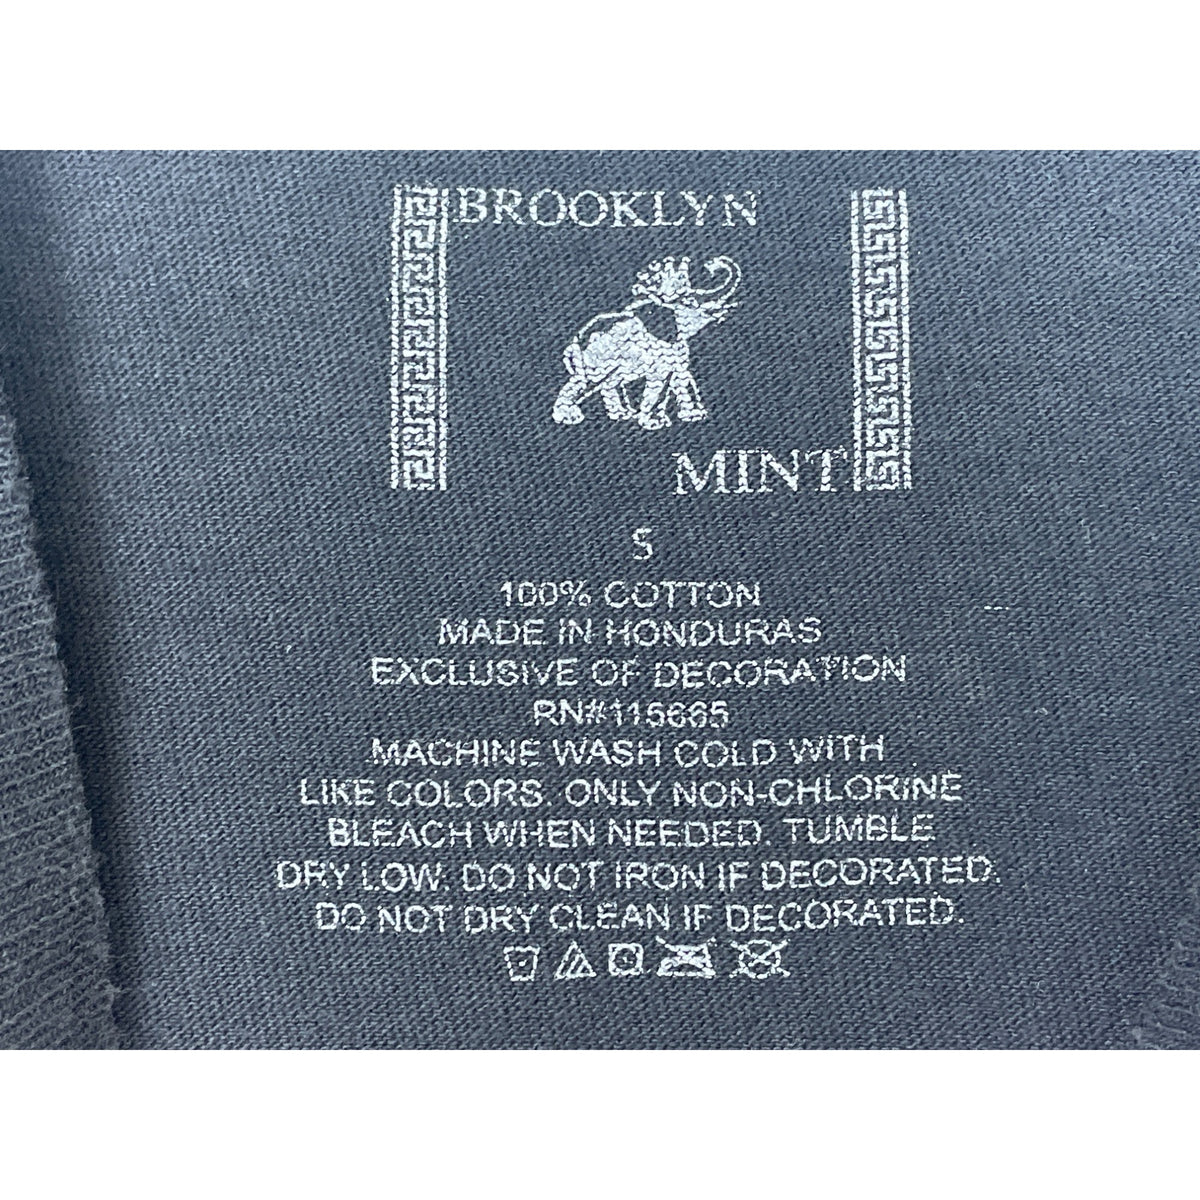 BROOKLYN
MINT
S
100% COTTON
MADE IN HONDURAS
EXCLUSIVE OF DECORATION
RN#115665
MACHINE WASH COLD WITH
LIKE COLORS. ONLY NON-CHLORINE
BLEACH WHEN NEEDED. TUMBLE
DRY LOW. DO NOT IRON IF DECORATED.
DO NOT DRY CLEAN IF DECORATED.